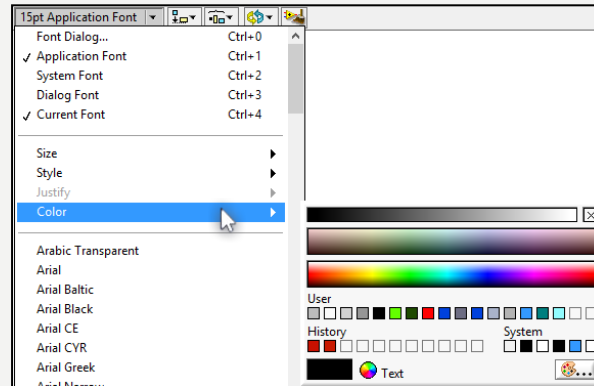 15pt Application Font
Font Dialog... Ctrl+0
✓ Application Font Ctrl+1
System Font Ctrl+2
Dialog Font Ctrl+3
✓ Current Font Ctrl+4
Size
Style
Justify
Color
Arabic Transparent
Arial
Arial Baltic
Arial Black
Arial CE
Arial CYR
Arial Greek
Arial Narrow
User
History System
Text
...